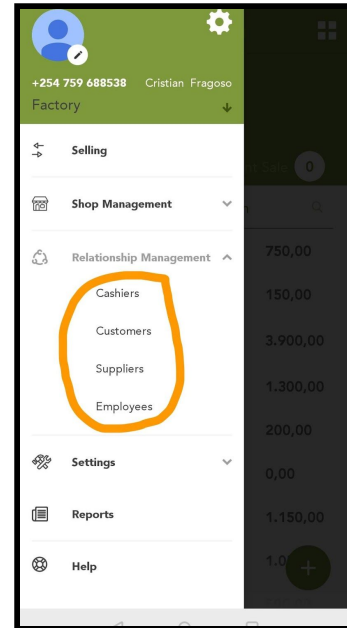 +254 759 688538 Cristian Fragoso
Factory
Selling
Shop Management
Relationship Management
Cashiers
Customers
Suppliers
Employees
Settings
Reports
Help
Sale 0
750,00
150,00
3.900,00
1.300,00
200,00
0,00
1.150,00
+